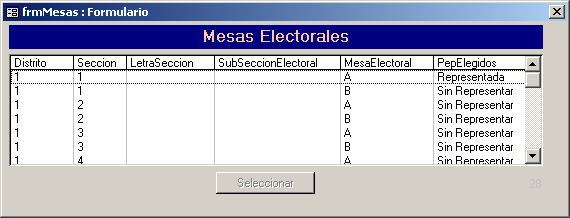 frmMesas : Formulario
Mesas Electorales
Distrito Seccion LetraSeccion SubSeccionElectoral MesaElectoral PepElegidos
1 1 A Representada
1 1 B Sin Representar
1 2 A Sin Representar
1 2 B Sin Representar
1 3 A Sin Representar
1 3 B Sin Representar
1 4 A Sin Representar
Seleccionar 28